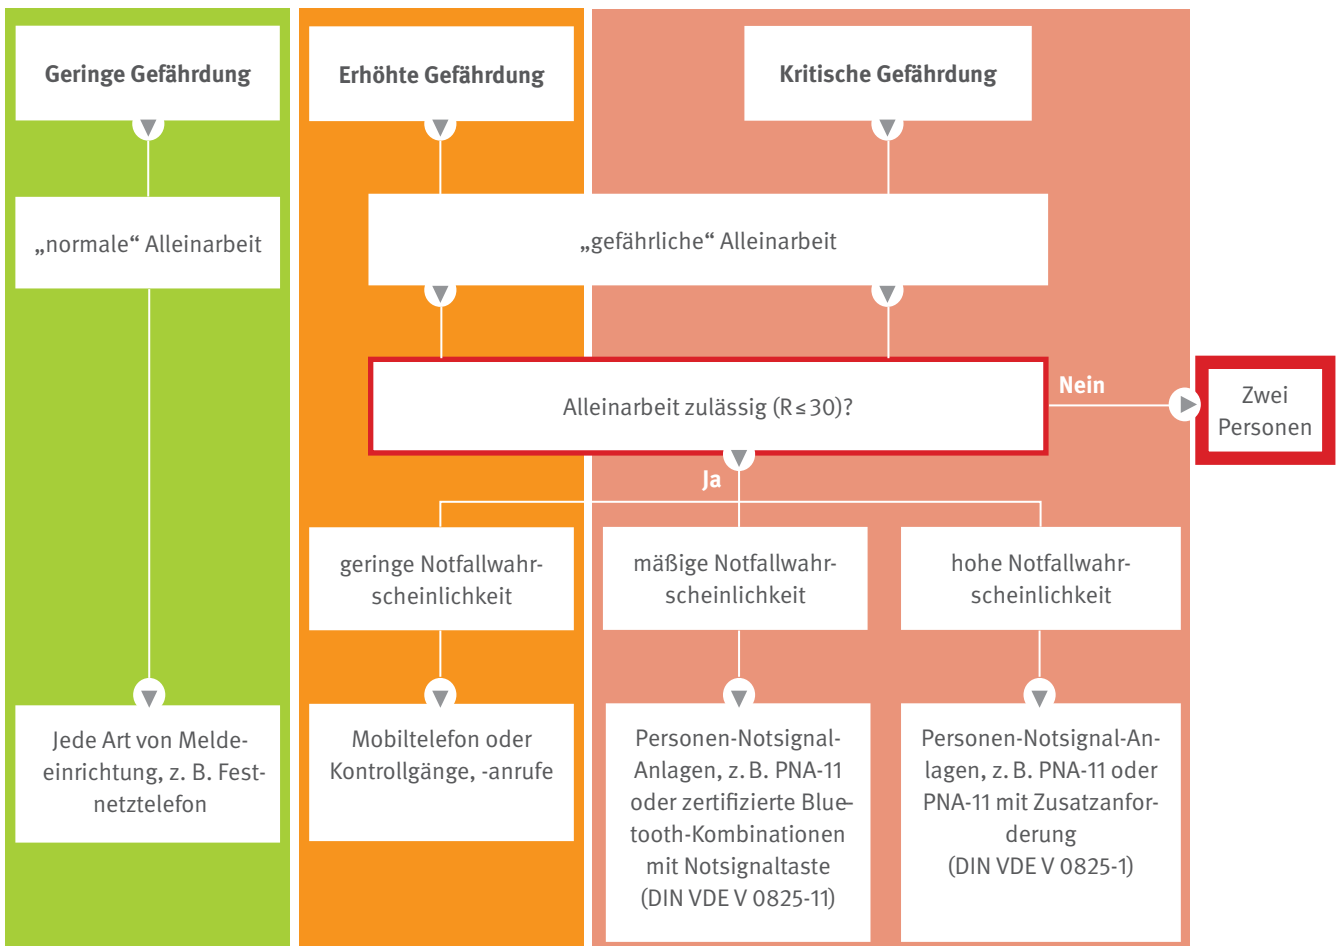 Geringe Gefährdung
Erhöhte Gefährdung
Kritische Gefährdung
„normale“ Alleinarbeit
„gefährliche“ Alleinarbeit
Alleinarbeit zulässig (R ≤ 30)?
Nein
Zwei
Personen
Ja
geringe Notfallwahr-
scheinlichkeit
mäßige Notfallwahr-
scheinlichkeit
hohe Notfallwahr-
scheinlichkeit
Jede Art von Melde-
einrichtung, z. B. Fest-
netztelefon
Mobiltelefon oder
Kontrollgänge, -anrufe
Personen-Notsignal-
Anlagen, z. B. PNA-11
oder zertifizierte Blue-
tooth-Kombinationen
mit Notsignaltaste
(DIN VDE V 0825-11)
Personen-Notsignal-An-
lagen, z. B. PNA-11 oder
PNA-11 mit Zusatzanfor-
derung
(DIN VDE V 0825-1)